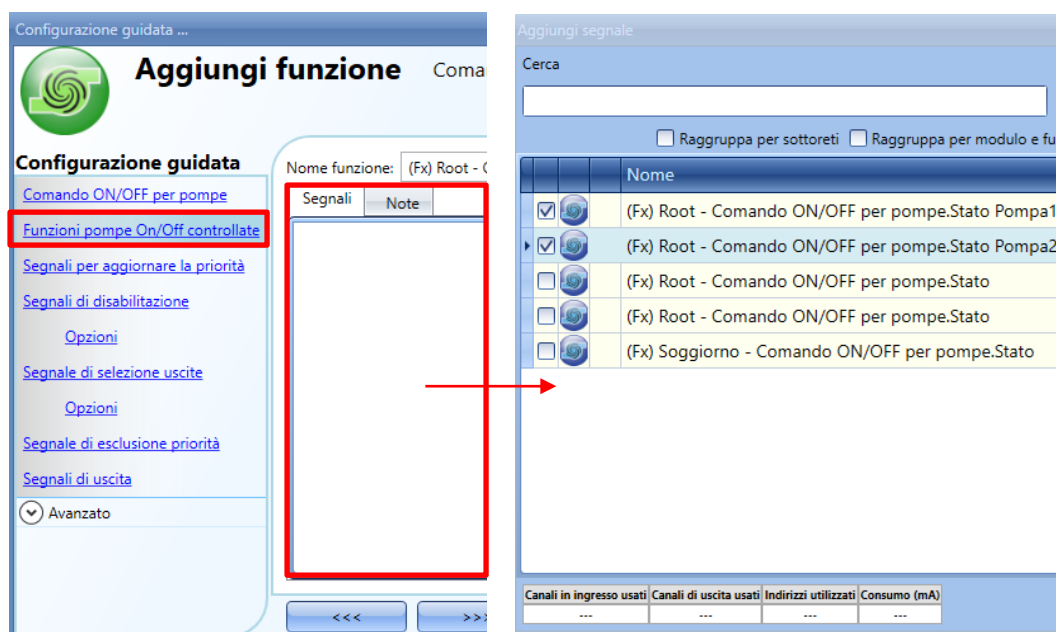 Configurazione guidata ...
Aggiungi funzione
Configurazione guidata
Comando ON/OFF per pompe
Funzioni pompe On/Off controllate
Segnali per aggiornare la priorità
Segnali di disabilitazione
Opzioni
Segnale di selezione uscite
Opzioni
Segnale di esclusione priorità
Segnali di uscita
Avanzato
Nome funzione: (Fx) Root -
Segnali Note
<<< >>>
Aggiungi segnale
Cerca
Raggruppa per sottoreti Raggruppa per modulo e fu
Nome
(Fx) Root - Comando ON/OFF per pompe.Stato Pompa1
(Fx) Root - Comando ON/OFF per pompe.Stato Pompa2
(Fx) Root - Comando ON/OFF per pompe.Stato
(Fx) Root - Comando ON/OFF per pompe.Stato
(Fx) Soggiorno - Comando ON/OFF per pompe.Stato
Canali in ingresso usati Canali di uscita usati Indirizzi utilizzati Consumo (mA)
--- --- --- ---